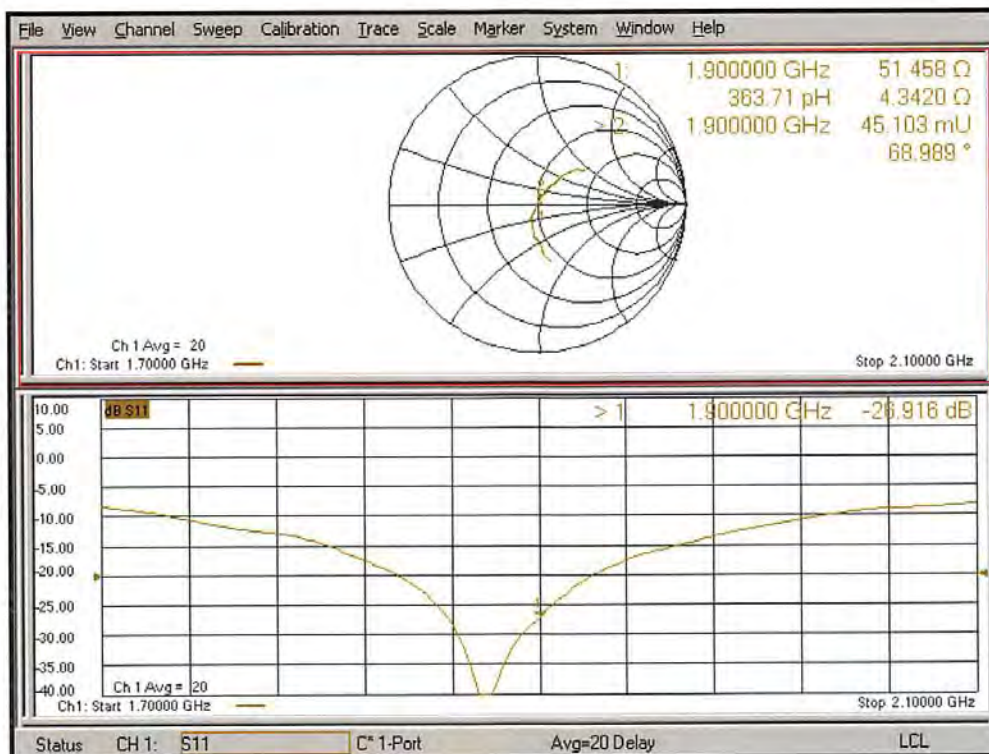 File View Channel Sweep Calibration Trace Scale Marker System Window Help
1: 1.900000 GHz 51.458 Ω
363.71 pH 4.3420 Ω
> 2: 1.900000 GHz 45.103 mU
68.989 °
Ch 1 Avg = 20
Ch1: Start 1.70000 GHz
Stop 2.10000 GHz
10.00
dB S11
> 1: 1.900000 GHz -26.916 dB
5.00
0.00
-5.00
-10.00
-15.00
-20.00
-25.00
1
-30.00
-35.00
-40.00
Ch 1 Avg = 20
Ch1: Start 1.70000 GHz
Stop 2.10000 GHz
Status CH 1: S11 C* 1-Port Avg=20 Delay LCL